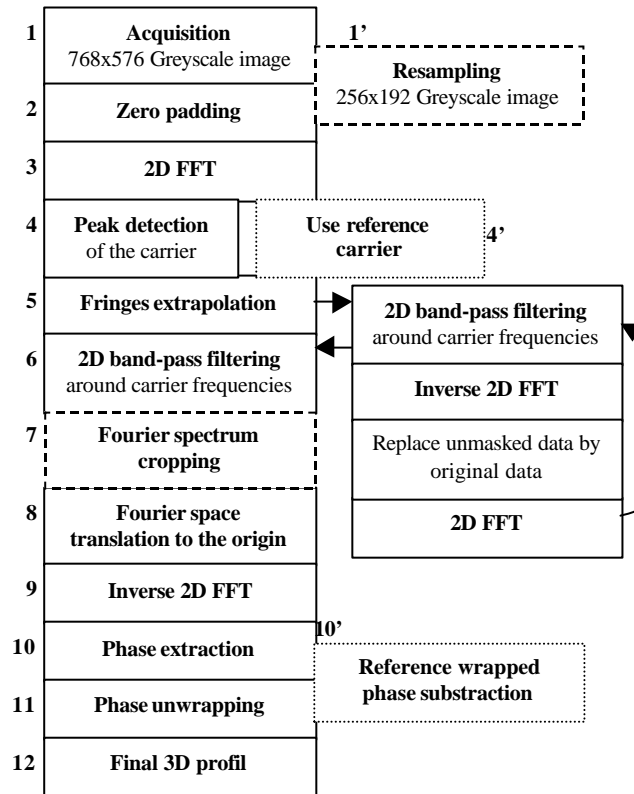 1
Acquisition
768x576 Greyscale image
1’
Resampling
256x192 Greyscale image
2
Zero padding
3
2D FFT
4
Peak detection
of the carrier
Use reference
carrier
4’
5
Fringes extrapolation
2D band-pass filtering
around carrier frequencies
6
2D band-pass filtering
around carrier frequencies
Inverse 2D FFT
7
Fourier spectrum
cropping
Replace unmasked data by
original data
8
Fourier space
translation to the origin
2D FFT
9
Inverse 2D FFT
10
Phase extraction
10’
Reference wrapped
phase substraction
11
Phase unwrapping
12
Final 3D profil